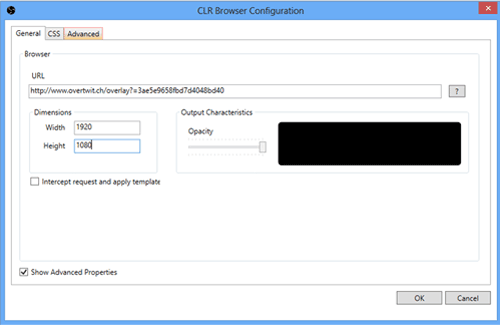 CLR Browser Configuration
General CSS Advanced
Browser
URL
http://www.overtwit.ch/overlay?=3ae5e9658fbd7d4048bd40
?
Dimensions
Output Characteristics
Width 1920
Opacity
Height 1080
Intercept request and apply template
Show Advanced Properties
OK Cancel